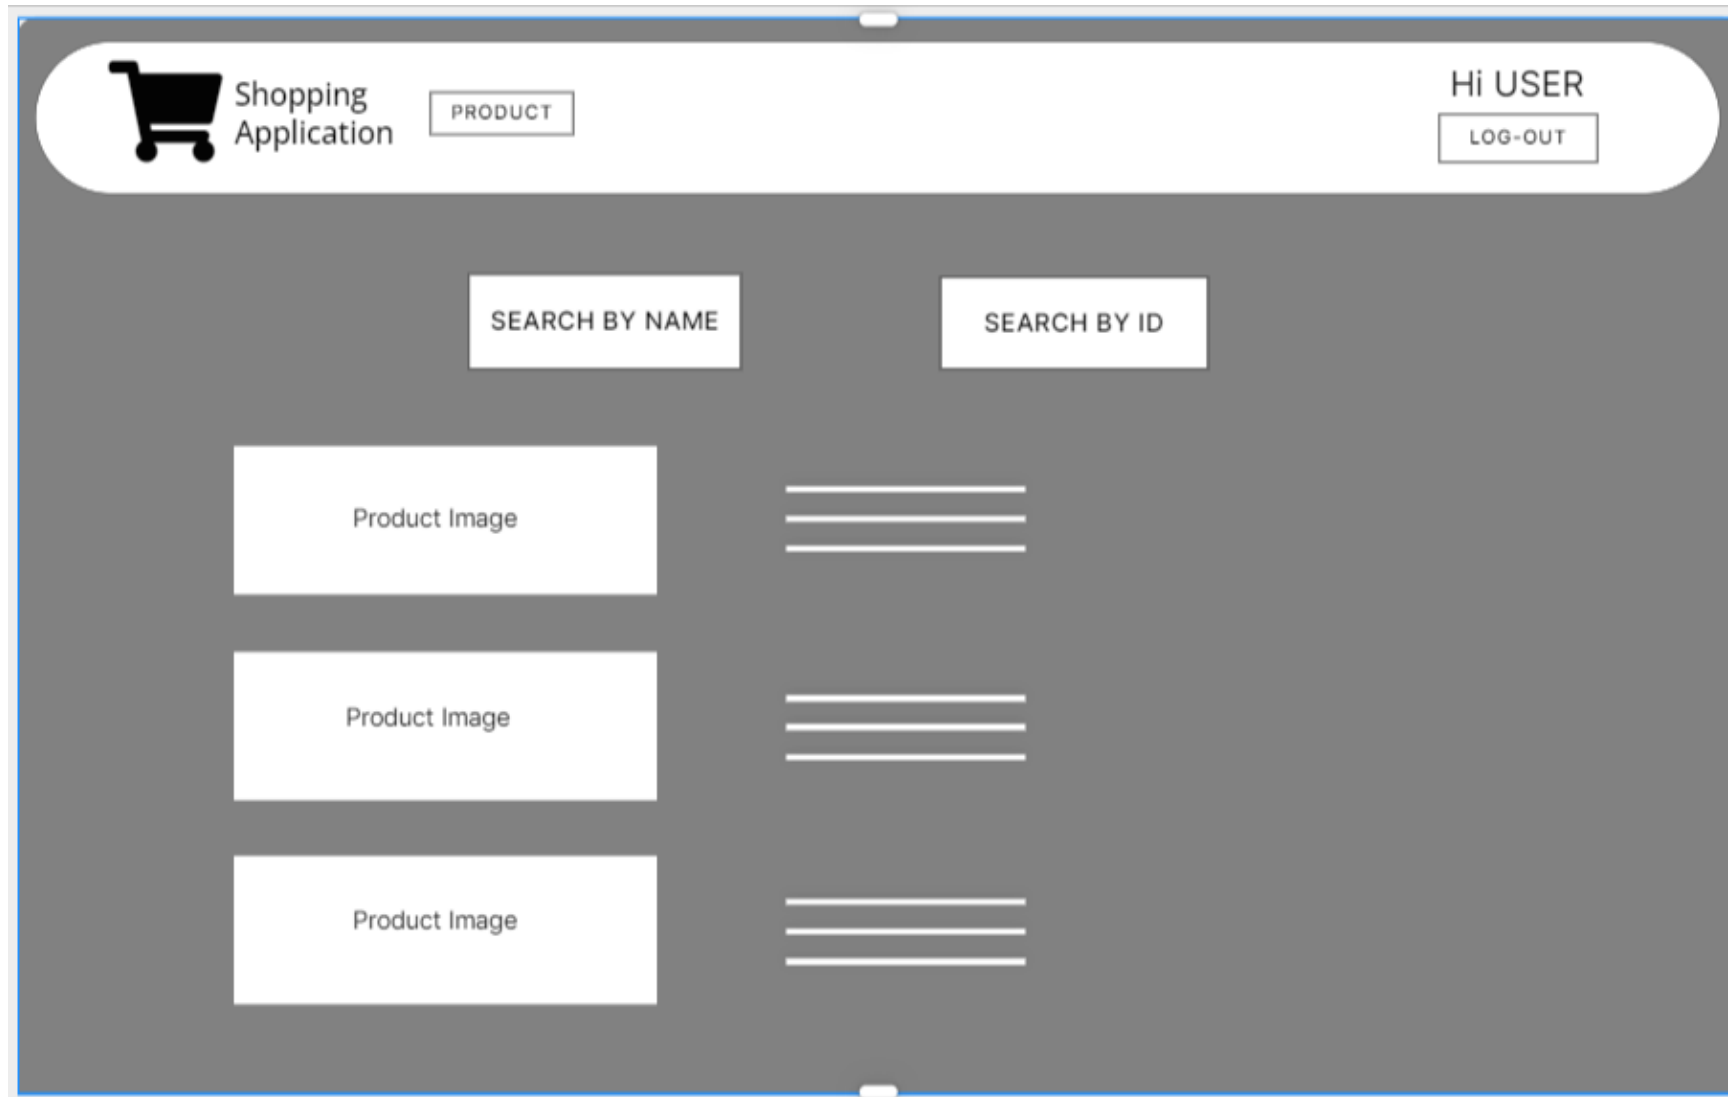 Shopping
Application
PRODUCT
Hi USER
LOG-OUT
SEARCH BY NAME
SEARCH BY ID
Product Image
Product Image
Product Image